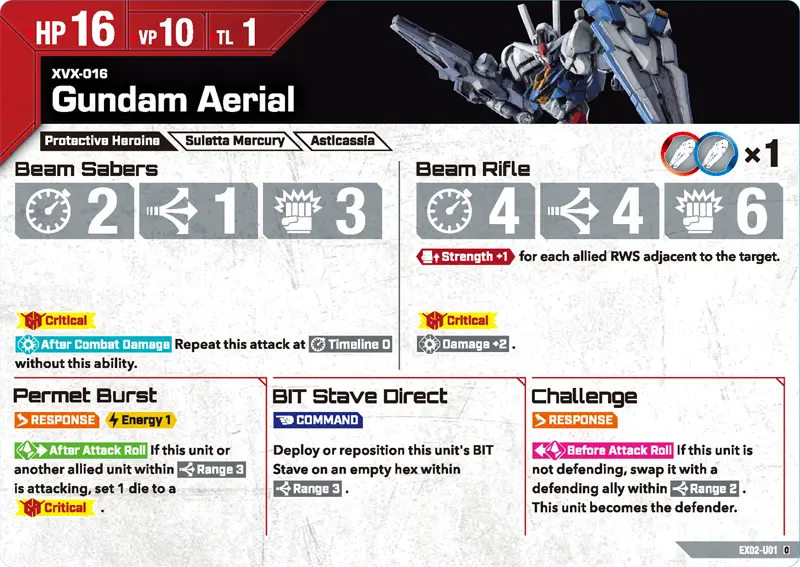 HP 16 VP 10 TL 1
XVX-016
Gundam Aerial
Protective Heroine Suletta Mercury Asticassia
×1
Beam Sabers
2 1 3
Critical
After Combat Damage Repeat this attack at Timeline 0
without this ability.
Beam Rifle
4 4 6
Strength +1 for each allied RWS adjacent to the target.
Critical
Damage +2 .
Permet Burst
RESPONSE Energy 1
After Attack Roll If this unit or
another allied unit within Range 3
is attacking, set 1 die to a
Critical .
BIT Stave Direct
COMMAND
Deploy or reposition this unit's BIT
Stave on an empty hex within
Range 3 .
Challenge
RESPONSE
Before Attack Roll If this unit is
not defending, swap it with a
defending ally within Range 2 .
This unit becomes the defender.
EX02-U01 0